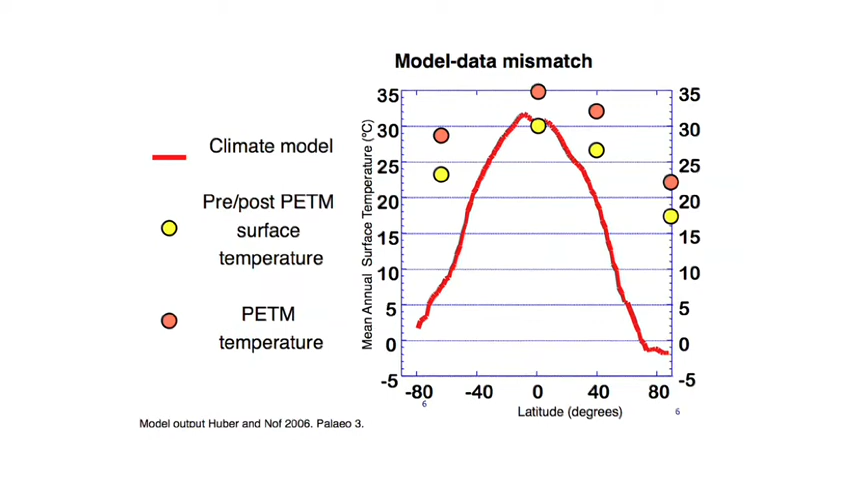 Model-data mismatch
Climate model
Pre/post PETM
surface
temperature
PETM
temperature
Mean Annual Surface Temperature (ºC)
35
30
25
20
15
10
5
0
-5
35
30
25
20
15
10
5
0
-5
-80 -40 0 40 80
Latitude (degrees)
6
6
Model output Huber and Nof 2006. Palaeo 3.